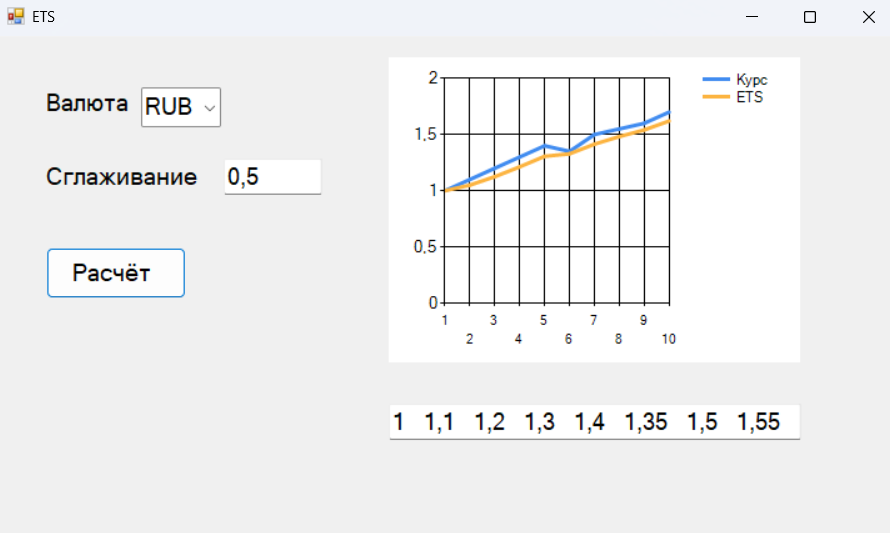 ETS
Валюта RUB
Сглаживание 0,5
Расчёт
2
1,5
1
0,5
0
1 3 5 7 9
2 4 6 8 10
Курс
ETS
1 1,1 1,2 1,3 1,4 1,35 1,5 1,55